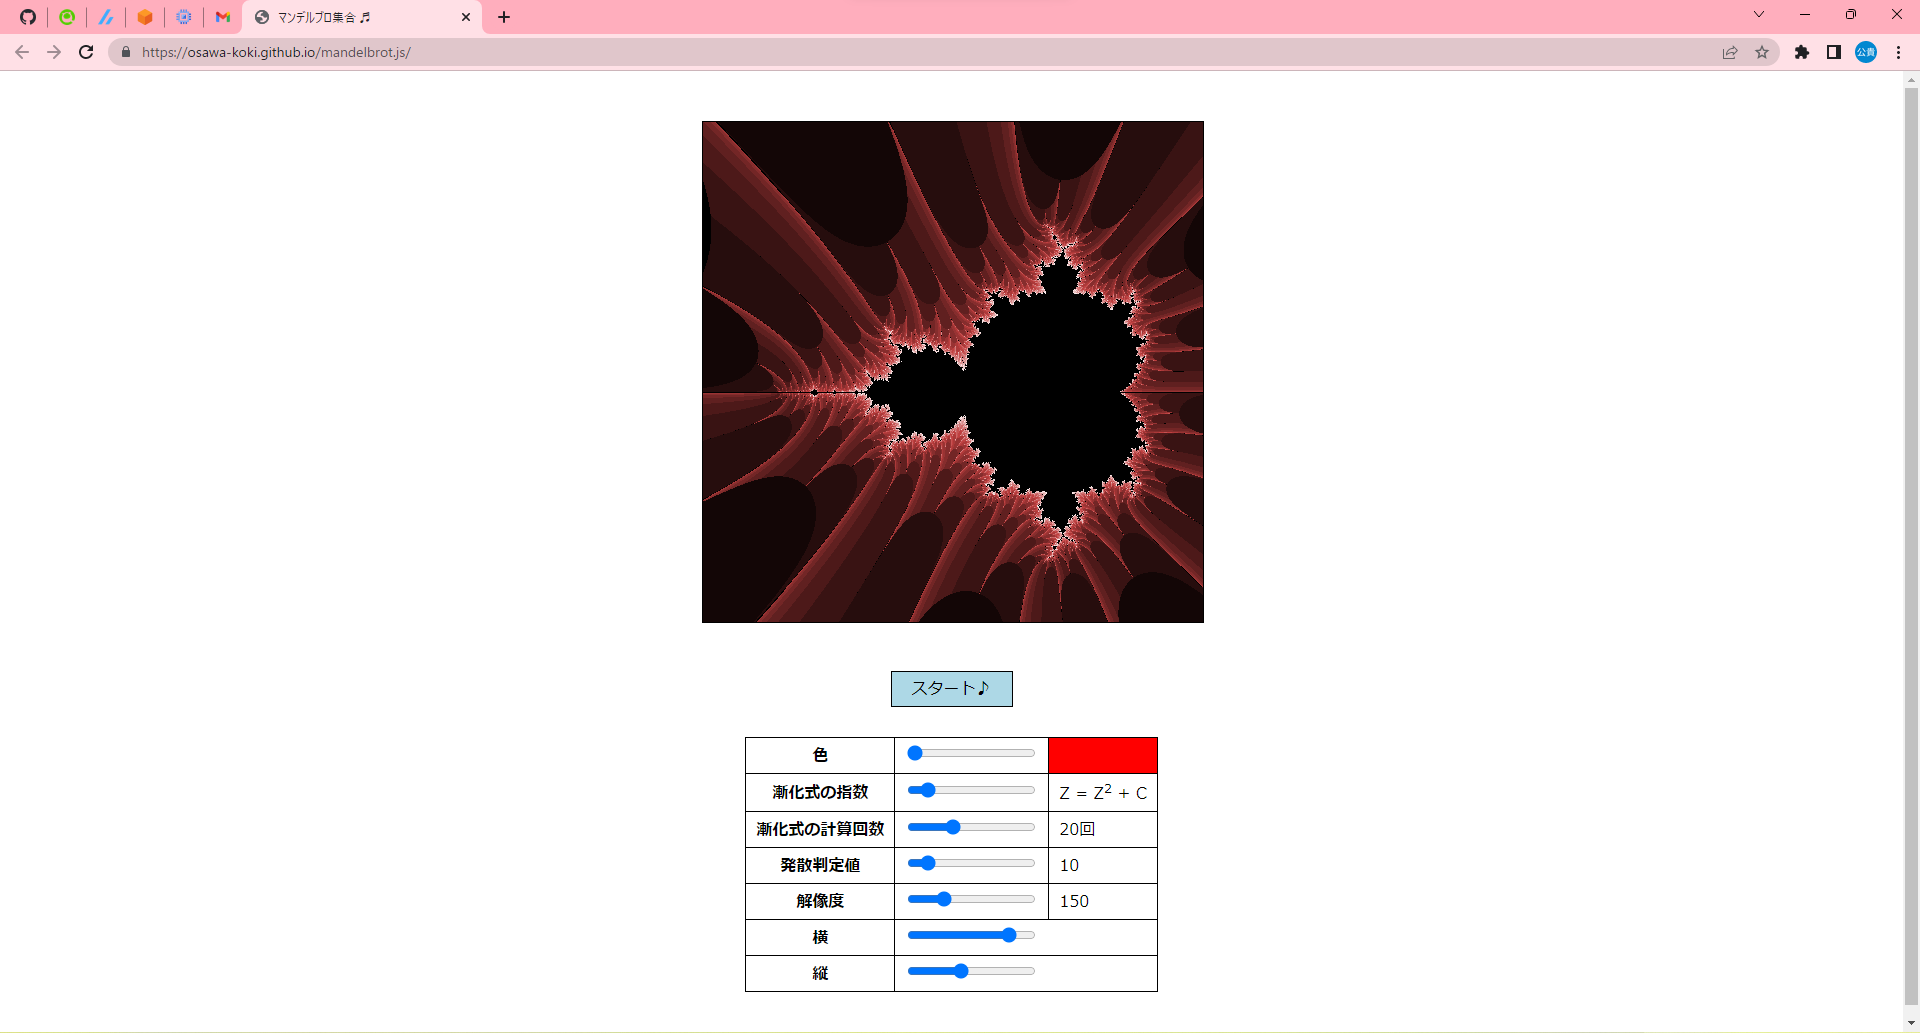 マンデルブロ集合 ♬
https://osawa-koki.github.io/mandelbrot.js/
公貴
スタート♪
色
漸化式の指数 Z = Z² + C
漸化式の計算回数 20回
発散判定値 10
解像度 150
横
縦